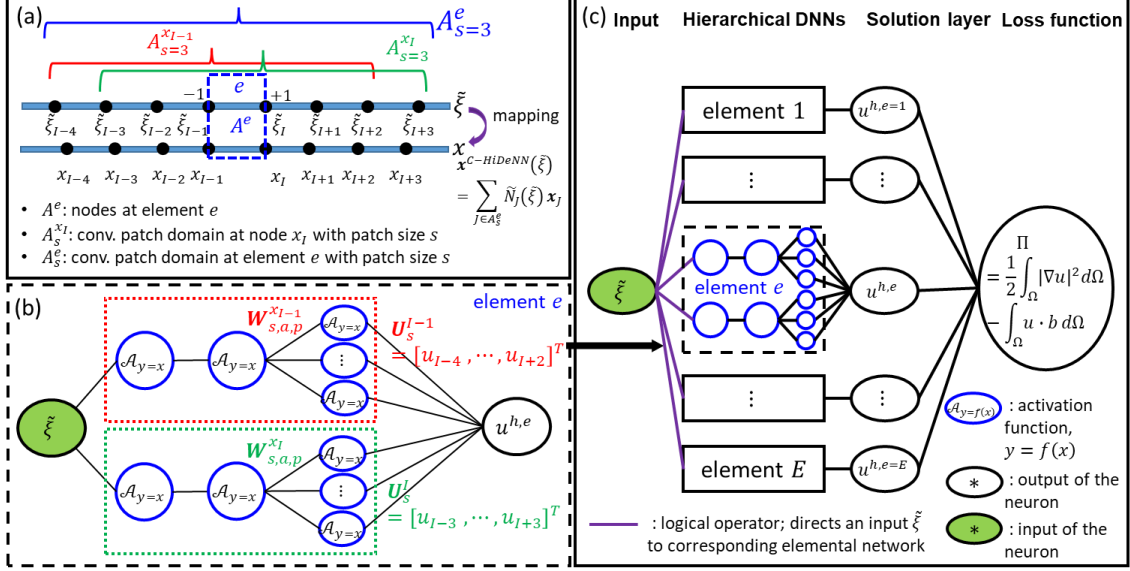 (a)
A^e_{s=3}
A^{x_{I-1}}_{s=3}
A^{x_I}_{s=3}
−1 e +1
ξ̃
ξ̃_{I−4} ξ̃_{I−3} ξ̃_{I−2} ξ̃_{I−1} A^e ξ̃_I ξ̃_{I+1} ξ̃_{I+2} ξ̃_{I+3}
mapping
x
x_{I−4} x_{I−3} x_{I−2} x_{I−1} x_I x_{I+1} x_{I+2} x_{I+3}
x^{C−HiDeNN}(ξ̃)
= ∑_{J∈A^e_s} Ñ_J(ξ̃) x_J
• A^e: nodes at element e
• A^{x_I}_s: conv. patch domain at node x_I with patch size s
• A^e_s: conv. patch domain at element e with patch size s
(b)
element e
W^{x_{I−1}}_{s,a,p}
𝒜_{y=x}
𝒜_{y=x} 𝒜_{y=x} ⋮
𝒜_{y=x}
U^{I−1}_s
= [u_{I−4}, ⋯, u_{I+2}]^T
ξ̃
u^{h,e}
W^{x_I}_{s,a,p}
𝒜_{y=x}
𝒜_{y=x} 𝒜_{y=x} ⋮
𝒜_{y=x}
U^I_s
= [u_{I−3}, ⋯, u_{I+3}]^T
(c)
Input Hierarchical DNNs Solution layer Loss function
element 1 u^{h,e=1}
⋮ ⋮
ξ̃ element e u^{h,e}
Π
= 1/2 ∫_Ω |∇u|² dΩ
− ∫_Ω u · b dΩ
⋮ ⋮
element E u^{h,e=E}
𝒜_{y=f(x)} : activation
function,
y = f(x)
∗ : output of the
neuron
∗ : input of the
neuron
: logical operator; directs an input ξ̃
to corresponding elemental network